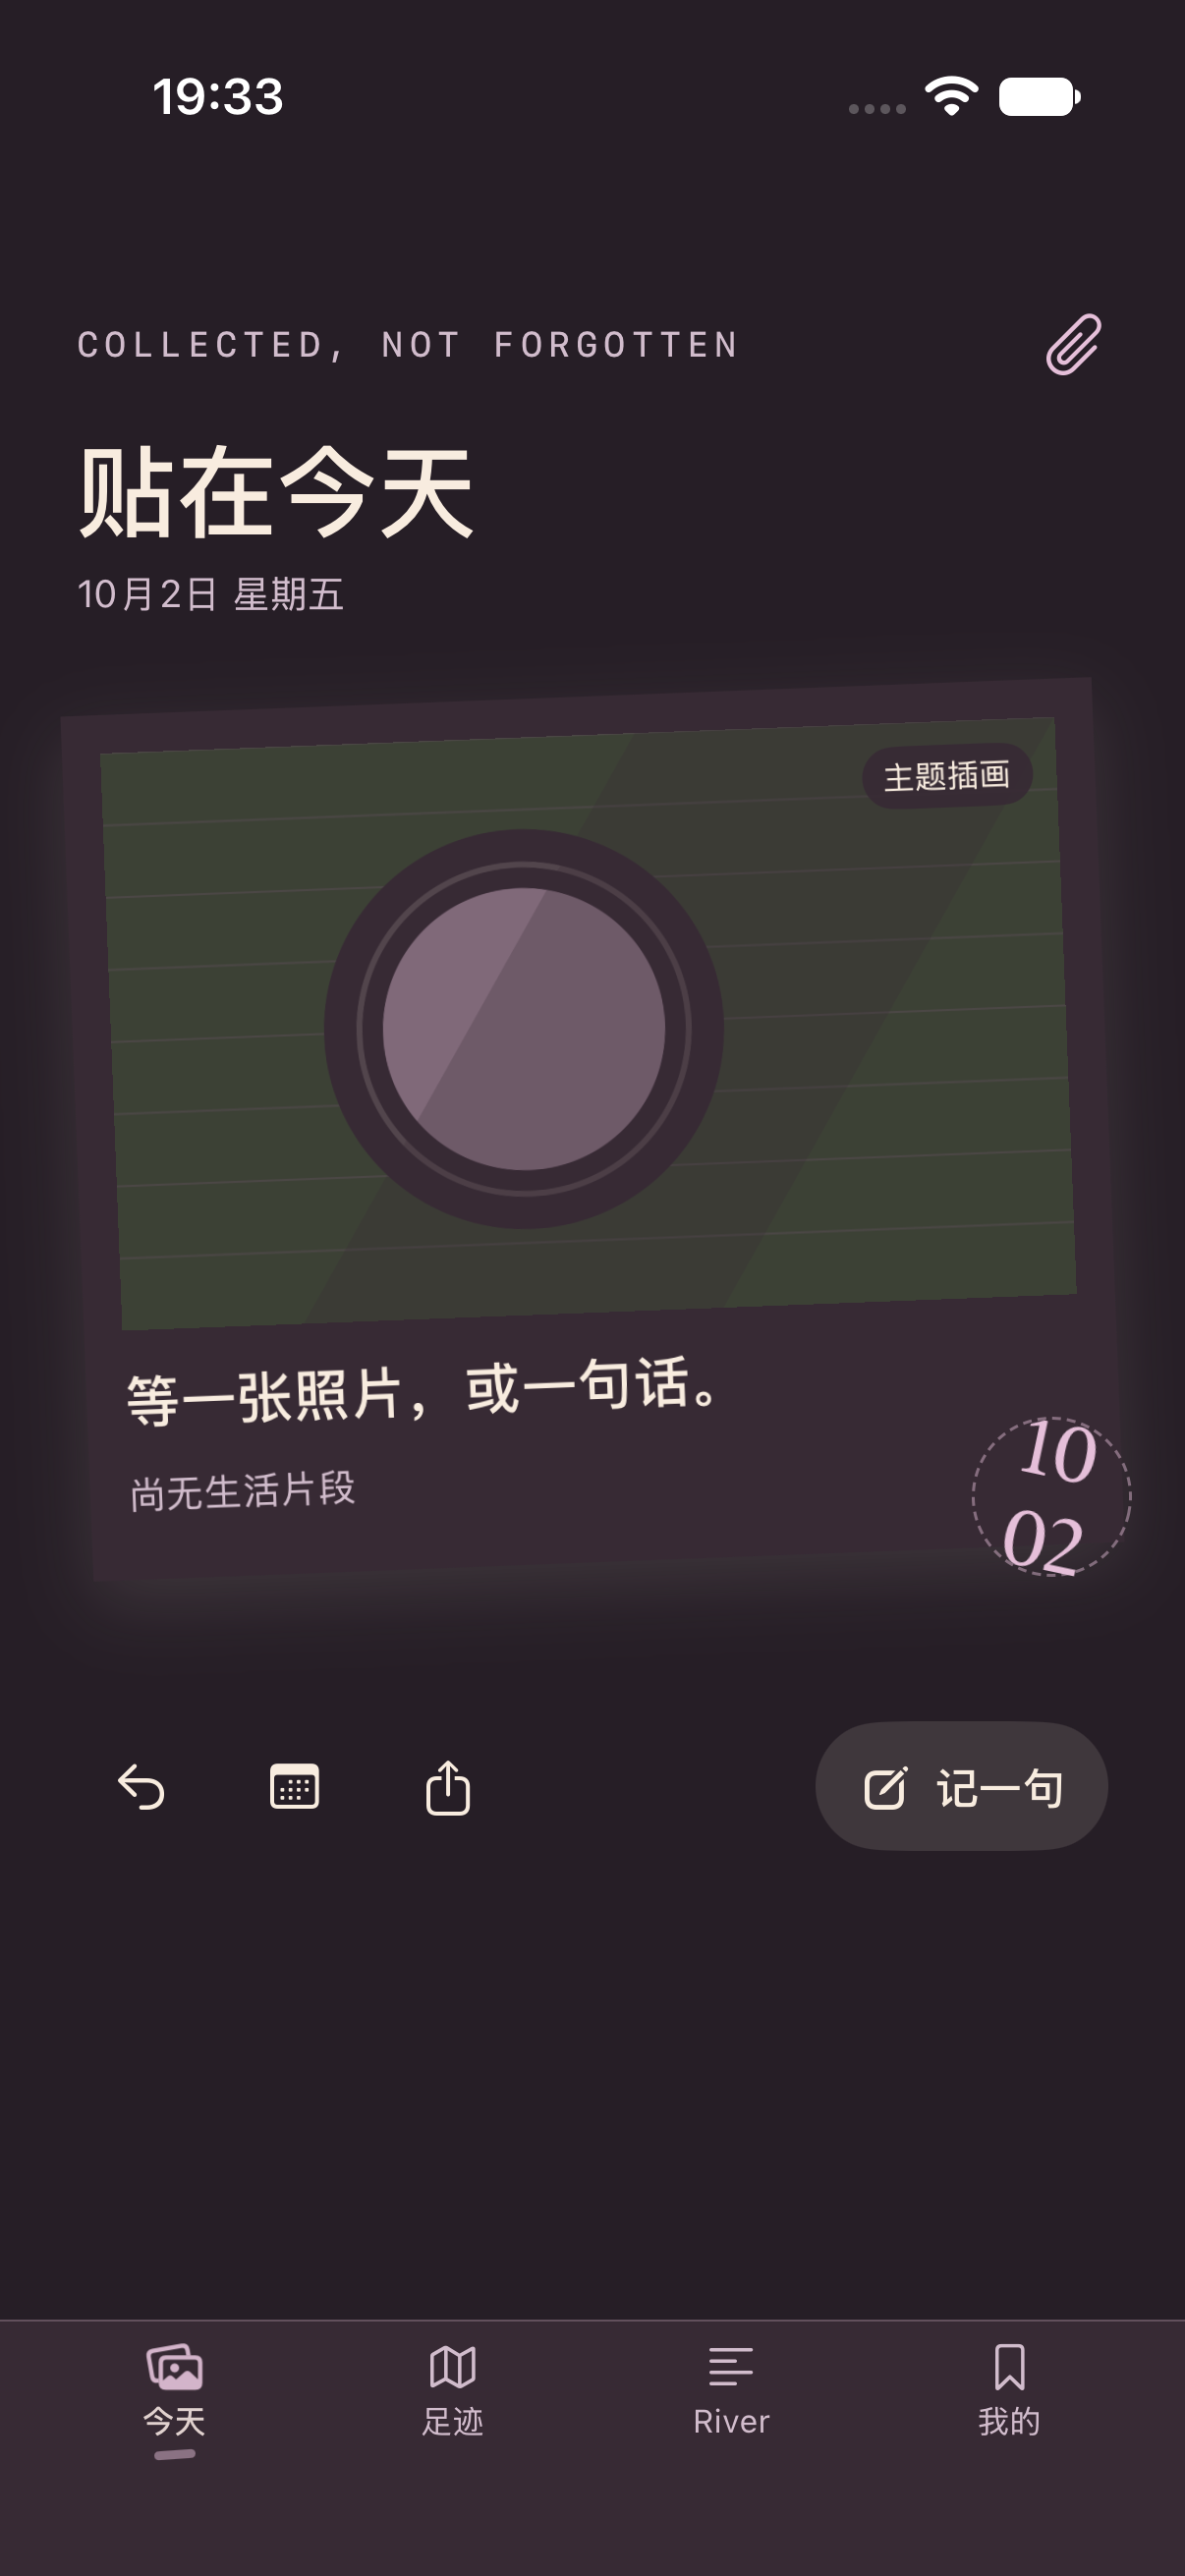 19:33
COLLECTED, NOT FORGOTTEN
贴在今天
10月2日 星期五
主题插画
等一张照片，或一句话。
尚无生活片段
10
02
记一句
今天
足迹
River
我的